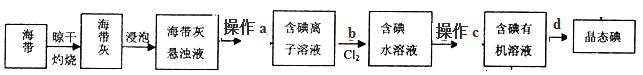 海带
晾干
灼烧
海带灰
浸泡
海带灰
悬浊液
操作 a
含碘离
子溶液
b
Cl₂
含碘
水溶液
操作 c
含碘有
机溶液
d
晶态碘